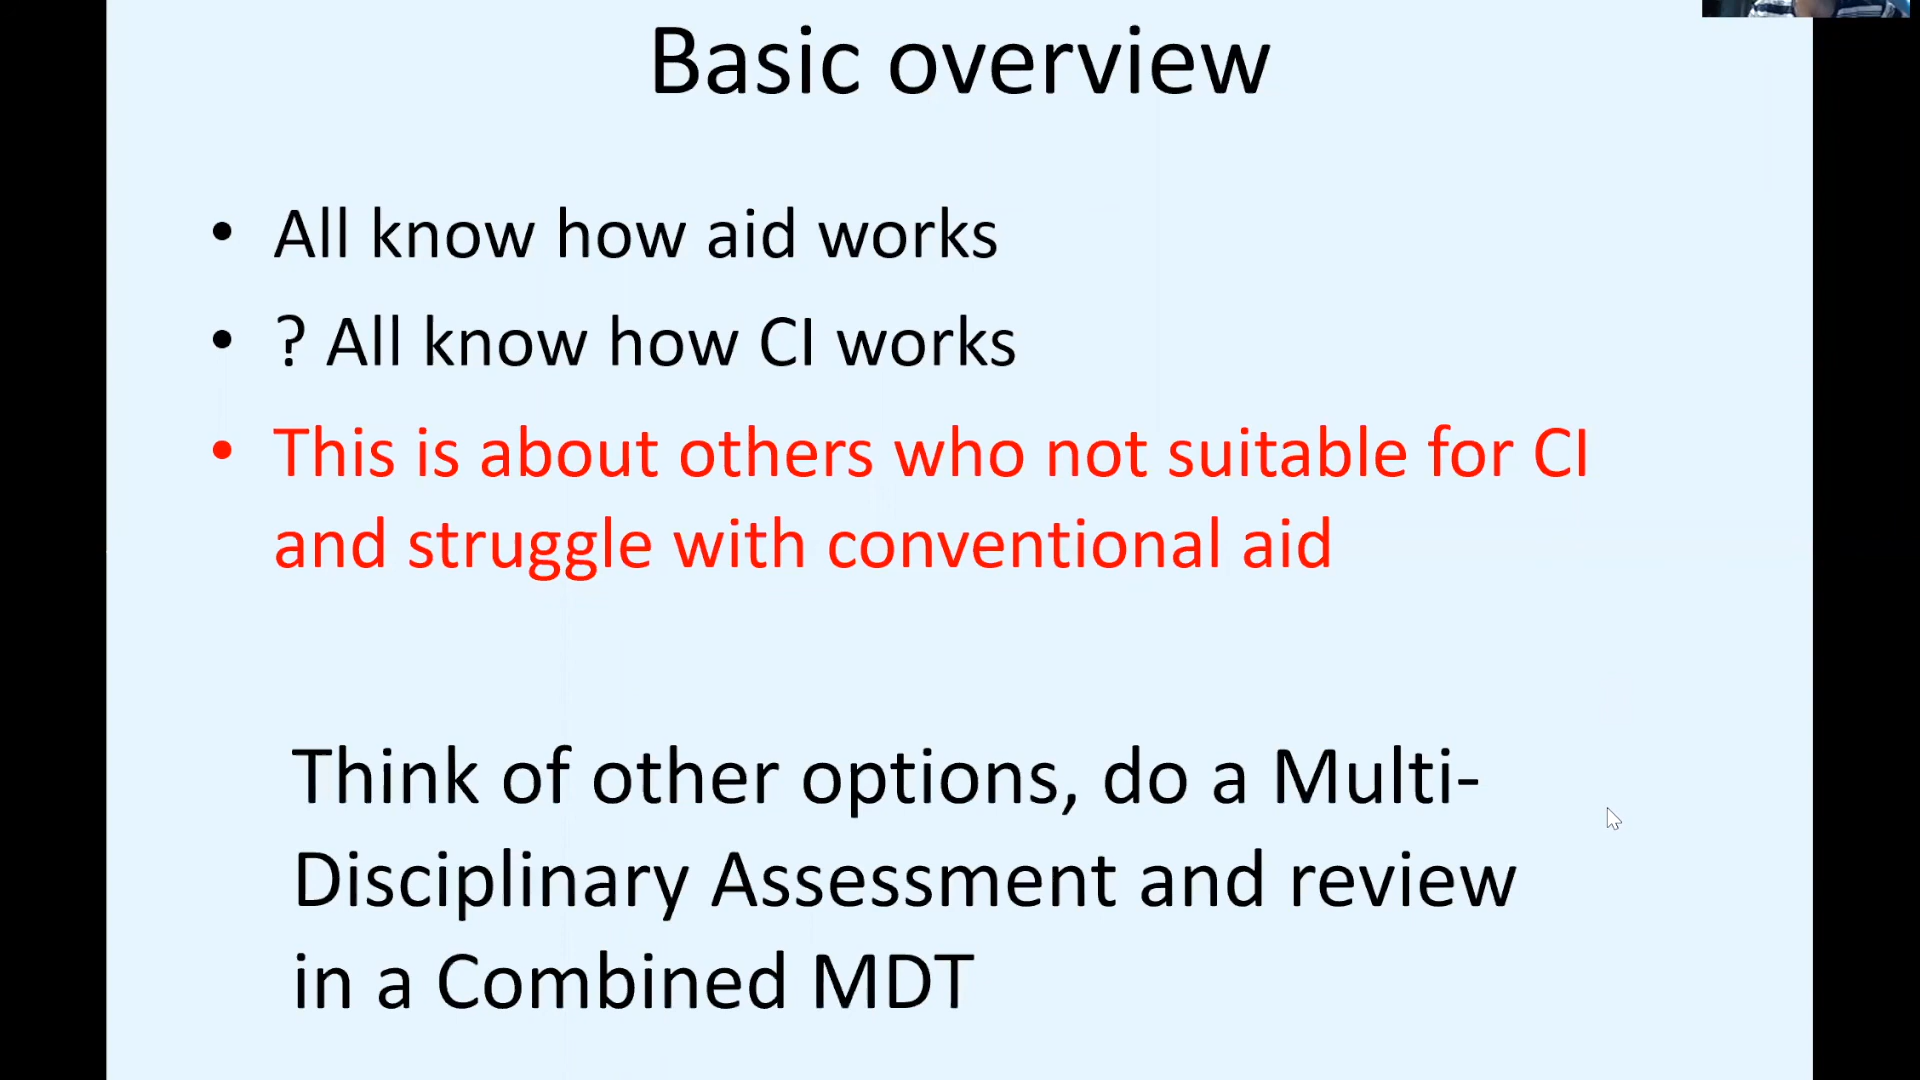 Basic overview
• All know how aid works
• ? All know how CI works
• This is about others who not suitable for CI
and struggle with conventional aid
Think of other options, do a Multi-
Disciplinary Assessment and review
in a Combined MDT